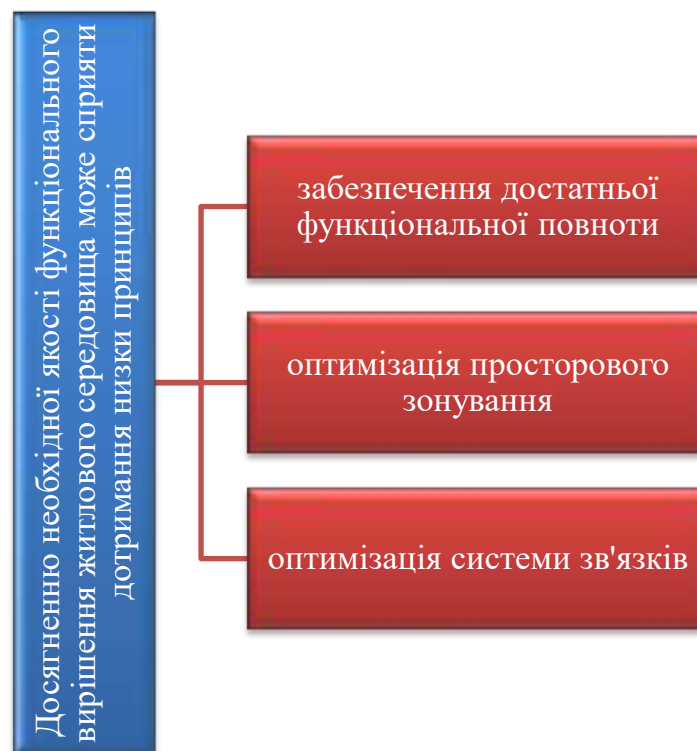 Досягненню необхідної якості функціонального
вирішення житлового середовища може сприяти
дотримання низки принципів
забезпечення достатньої
функціональної повноти
оптимізація просторового
зонування
оптимізація системи зв'язків